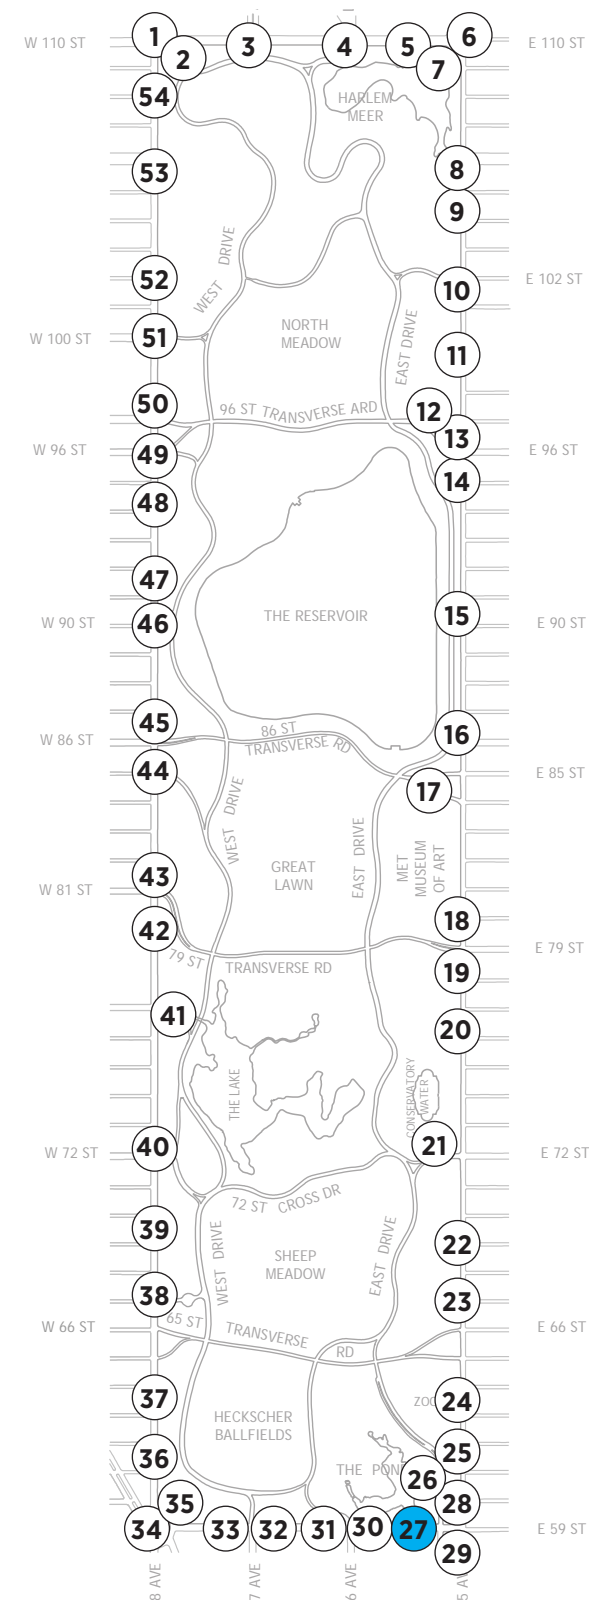 1
2
3
4
5
6
7
W 110 ST
E 110 ST
54
HARLEM
MEER
53
8
9
WEST DRIVE
52
E 102 ST
10
W 100 ST
51
NORTH
MEADOW
EAST DRIVE
11
50
96 ST TRANSVERSE ARD
12
13
W 96 ST
49
E 96 ST
14
48
47
W 90 ST
46
THE RESERVOIR
15
E 90 ST
45
W 86 ST
86 ST
TRANSVERSE RD
16
44
E 85 ST
17
WEST DRIVE
EAST DRIVE
43
GREAT
LAWN
MET
MUSEUM
OF ART
W 81 ST
42
18
79 ST
TRANSVERSE RD
E 79 ST
19
41
20
THE LAKE
CONSERVATORY
WATER
W 72 ST
40
21
E 72 ST
72 ST CROSS DR
39
WEST DRIVE
SHEEP
MEADOW
EAST DRIVE
22
38
23
W 66 ST
65 ST
TRANSVERSE
RD
E 66 ST
37
ZOO
24
HECKSCHER
BALLFIELDS
36
25
THE PON
26
35
28
34
33
32
31
30
27
E 59 ST
29
8 AVE
7 AVE
6 AVE
5 AV